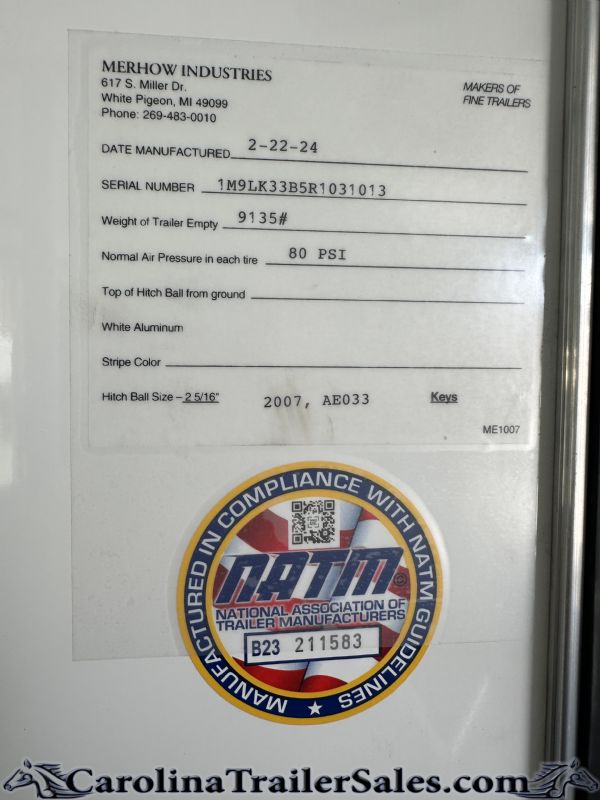 MERHOW INDUSTRIES
617 S. Miller Dr.
White Pigeon, MI 49099
Phone: 269-483-0010
MAKERS OF
FINE TRAILERS
DATE MANUFACTURED 2-22-24
SERIAL NUMBER 1M9LK33B5R1031013
Weight of Trailer Empty 9135#
Normal Air Pressure in each tire 80 PSI
Top of Hitch Ball from ground
White Aluminum
Stripe Color
Hitch Ball Size – 2 5/16" 2007, AE033 Keys
ME1007
MANUFACTURED IN COMPLIANCE WITH NATM GUIDELINES
NATM
NATIONAL ASSOCIATION OF
TRAILER MANUFACTURERS
B23 211583
CarolinaTrailerSales.com